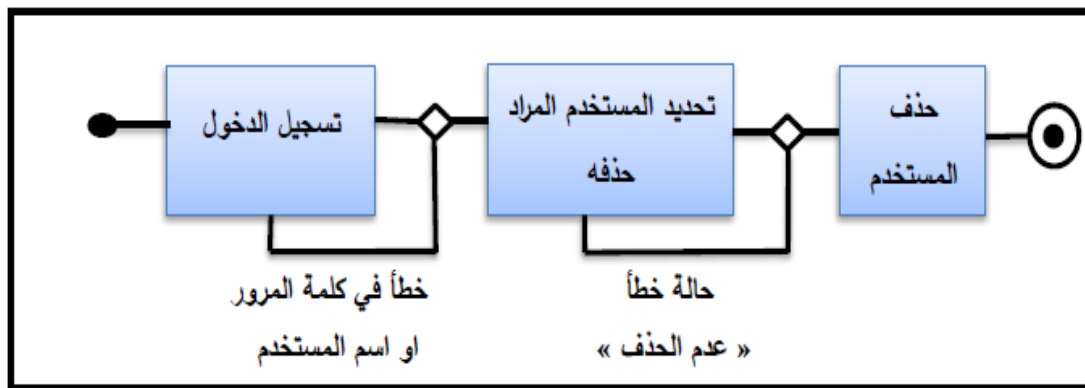 تسجيل الدخول
تحديد المستخدم المراد
حذفه
حذف
المستخدم
خطأ في كلمة المرور
او اسم المستخدم
حالة خطأ
« عدم الحذف »